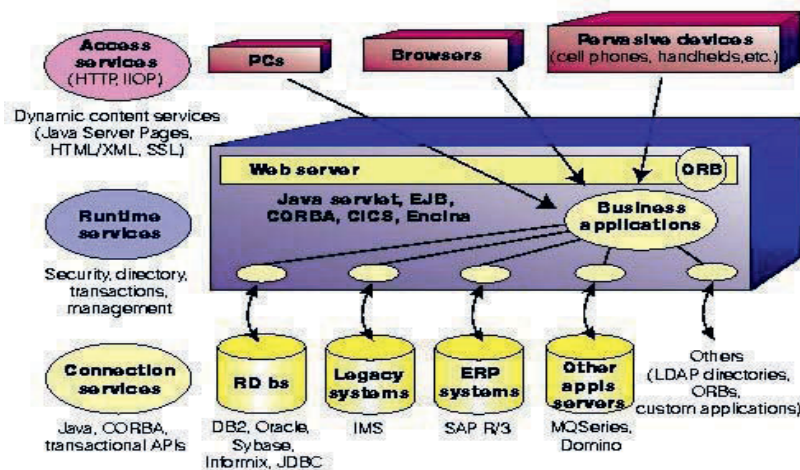 Access
services
(HTTP, IIOP)
Dynamic content services
(Java Server Pages,
HTML/XML, SSL)
PCs
Browsers
Pervasive devices
(cell phones, handhelds,etc.)
Web server
ORB
Java servlet, EJB,
CORBA, CICS, Encina
Business
applications
Runtime
services
Security, directory,
transactions,
management
Connection
services
Java, CORBA,
transactional APIs
RD bs
DB2, Oracle,
Sybase,
Informix, JDBC
Legacy
systems
IMS
ERP
systems
SAP R/3
Other
appls
servers
MQSeries,
Domino
Others
(LDAP directories,
ORBs,
custom applications)